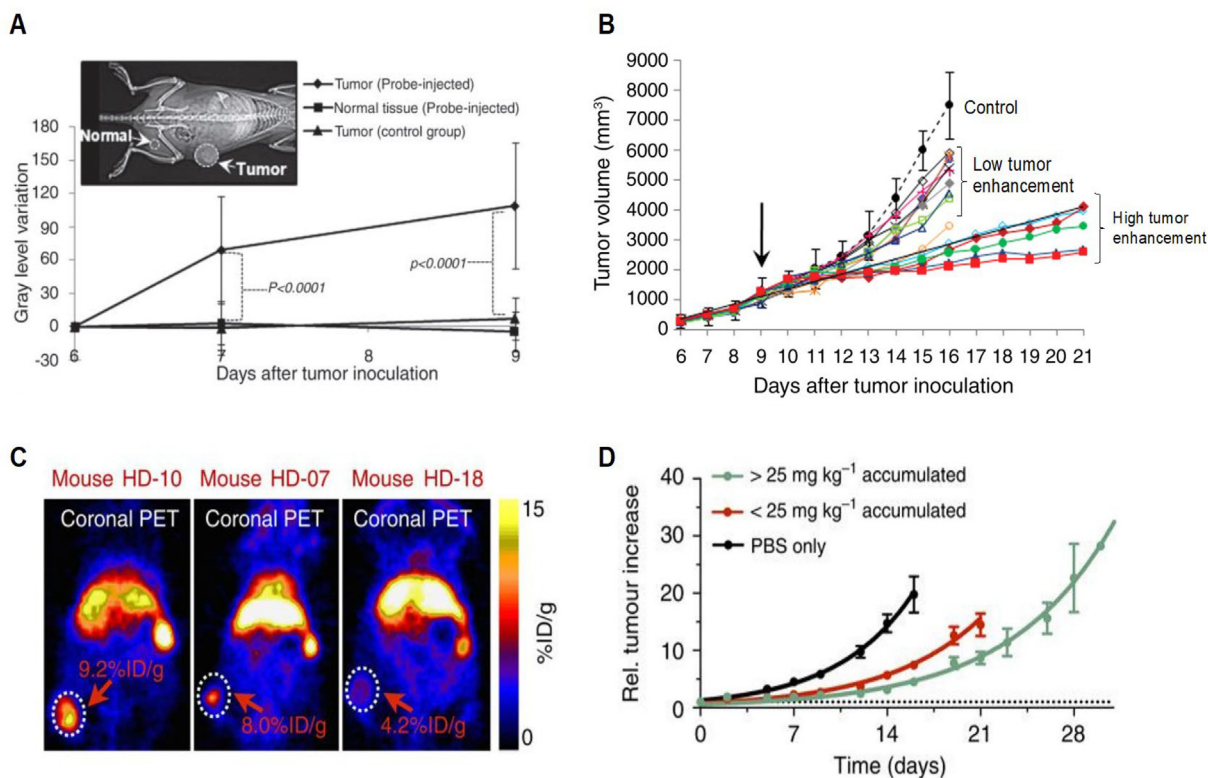 A
Tumor (Probe-injected)
Normal tissue (Probe-injected)
Tumor (control group)
Normal
Tumor
180
150
120
90
60
30
0
-30
P<0.0001
p<0.0001
6
7
8
9
Gray level variation
Days after tumor inoculation
B
9000
8000
7000
6000
5000
4000
3000
2000
1000
0
Tumor volume (mm³)
Control
Low tumor
enhancement
High tumor
enhancement
6 7 8 9 10 11 12 13 14 15 16 17 18 19 20 21
Days after tumor inoculation
C
Mouse HD-10
Mouse HD-07
Mouse HD-18
Coronal PET
Coronal PET
Coronal PET
9.2%ID/g
8.0%ID/g
4.2%ID/g
15
0
%ID/g
D
> 25 mg kg⁻¹ accumulated
< 25 mg kg⁻¹ accumulated
PBS only
40
30
20
10
0
Rel. tumour increase
0 7 14 21 28
Time (days)